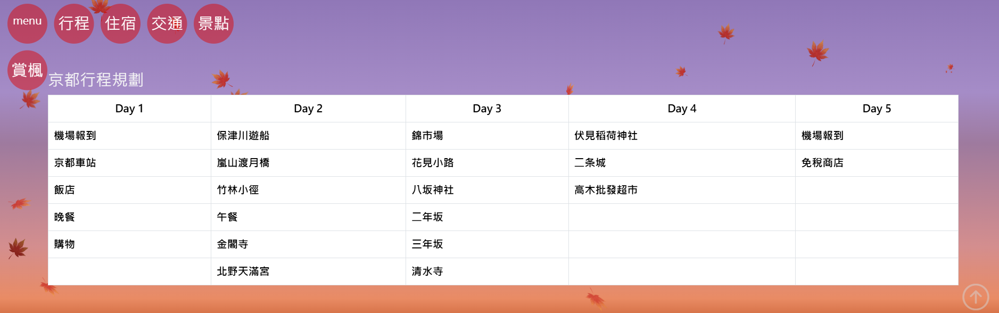 menu 行程 住宿 交通 景點
賞楓
京都行程規劃
Day 1 Day 2 Day 3 Day 4 Day 5
機場報到 保津川遊船 錦市場 伏見稻荷神社 機場報到
京都車站 嵐山渡月橋 花見小路 二条城 免稅商店
飯店 竹林小徑 八坂神社 高木批發超市
晚餐 午餐 二年坂
購物 金閣寺 三年坂
北野天滿宮 清水寺